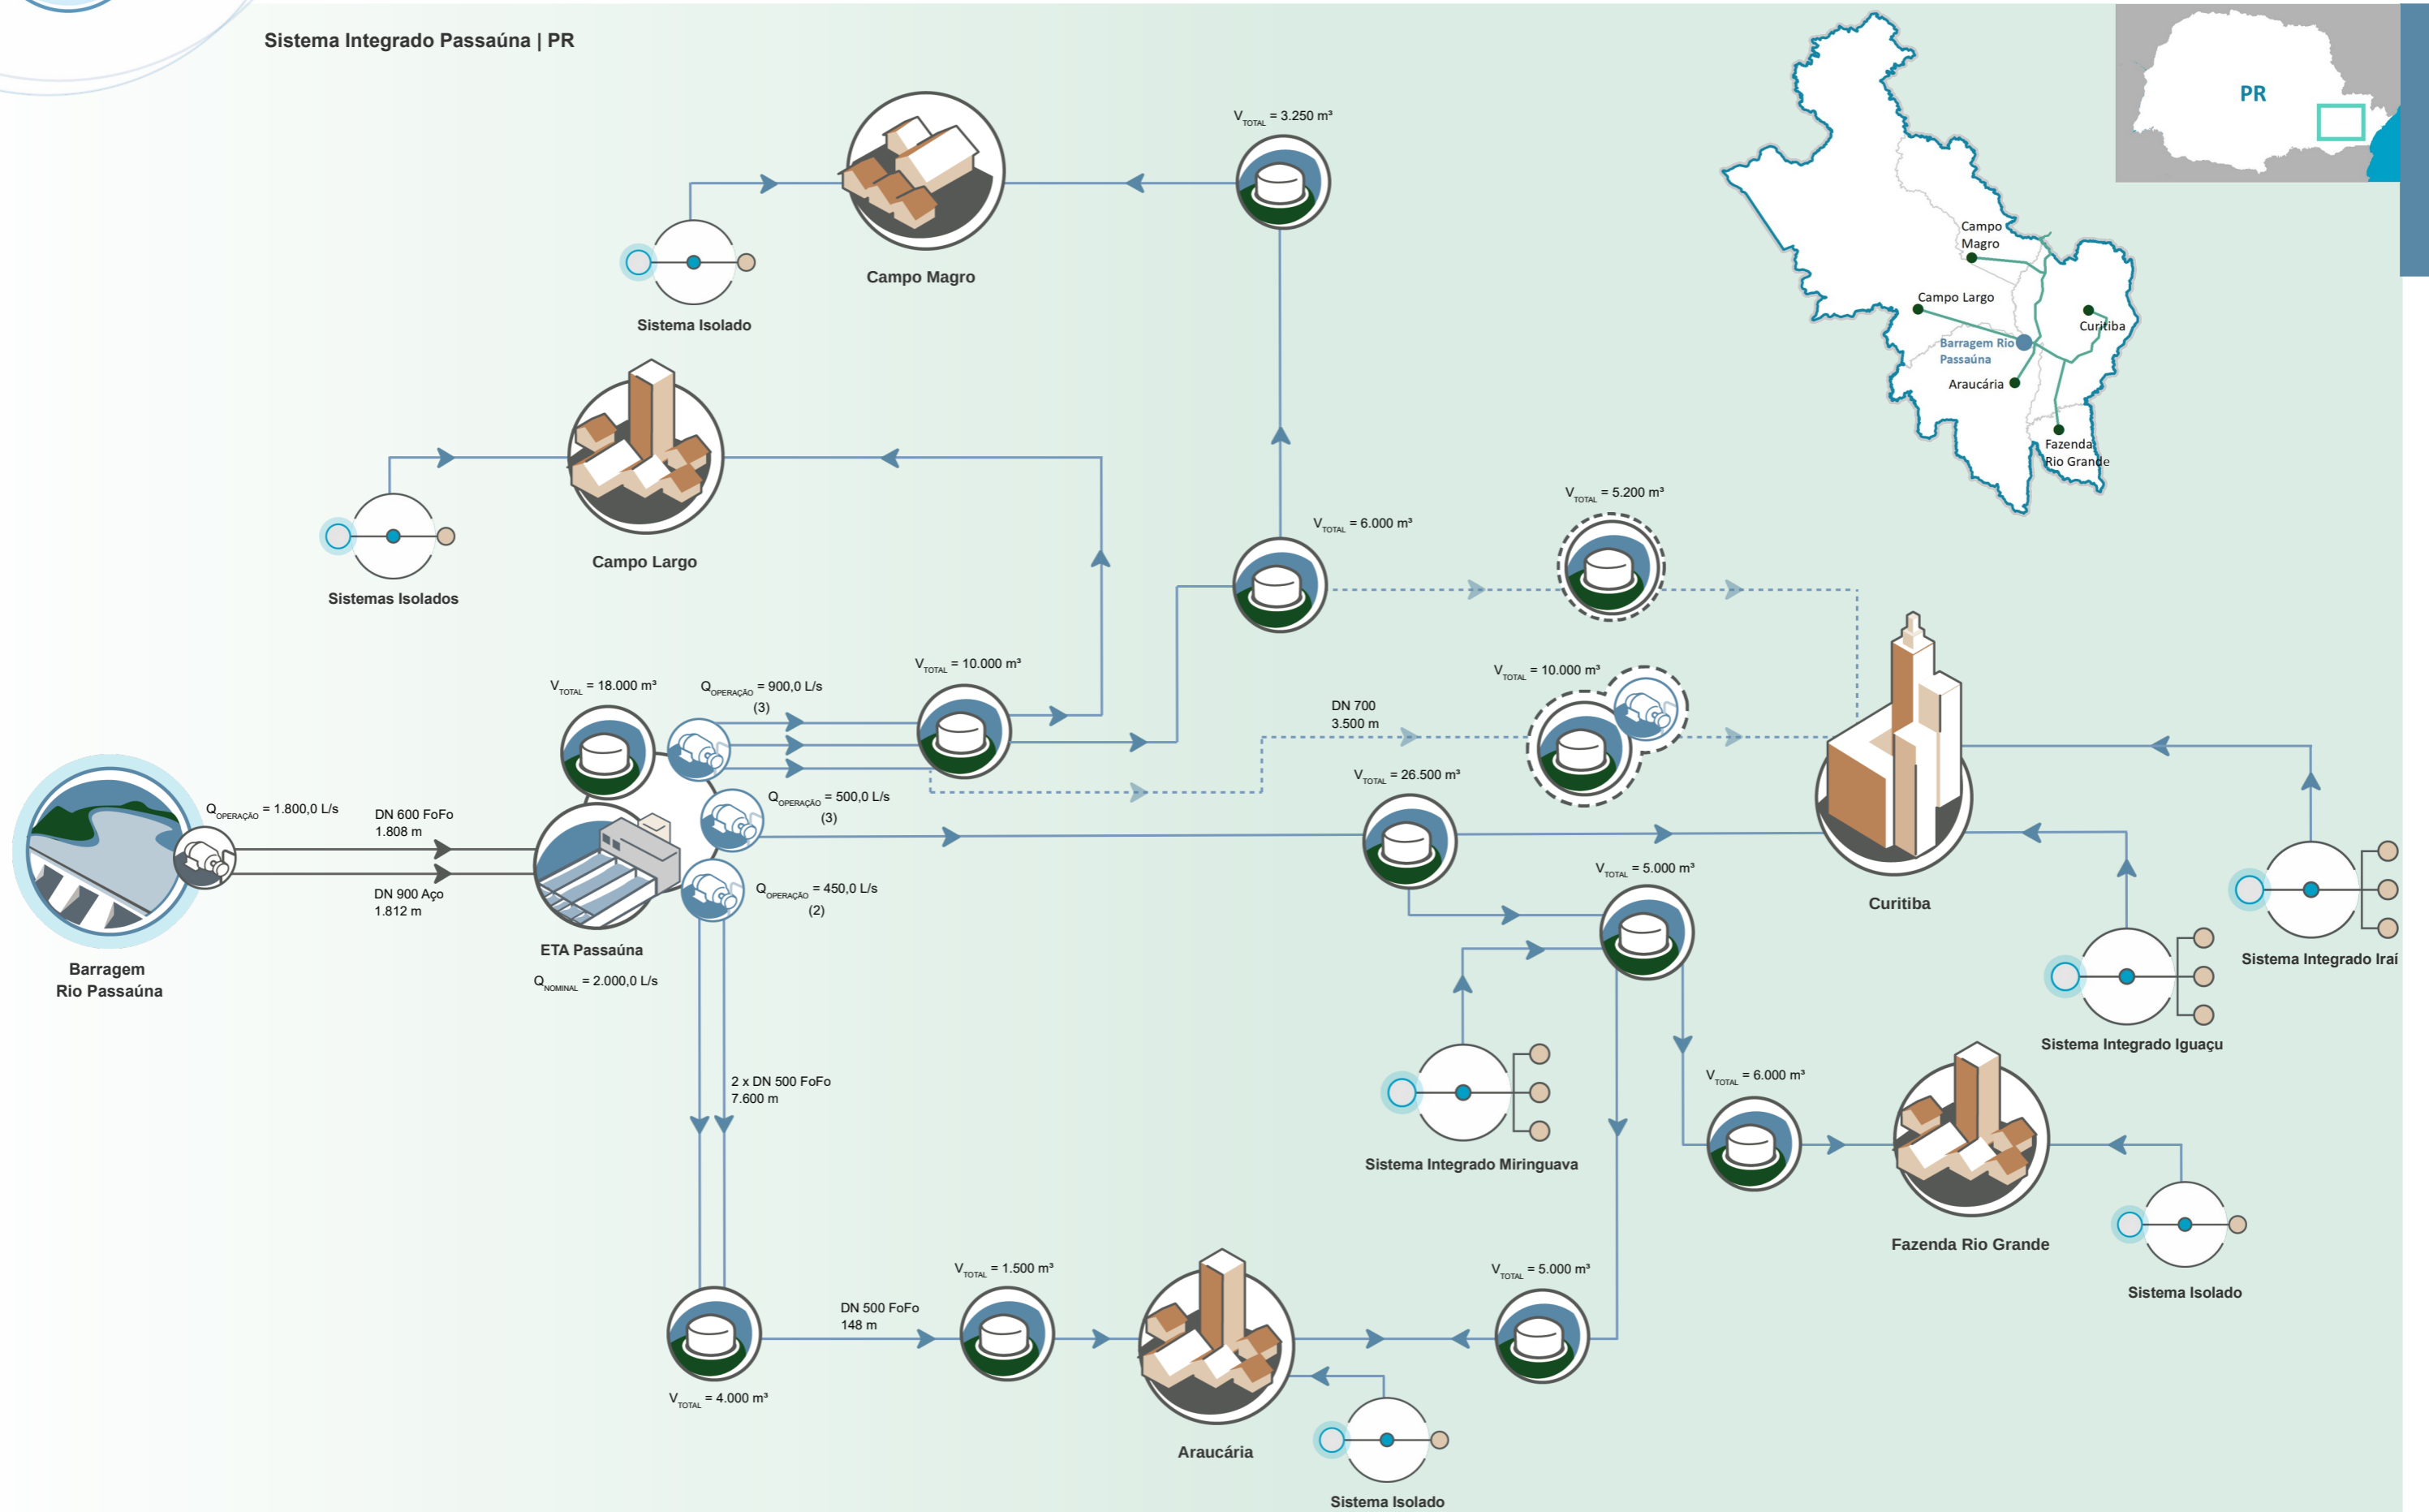 Sistema Integrado Passaúna | PR
PR
V TOTAL = 3.250 m³
Campo Magro
Sistema Isolado
Campo
Magro
Campo Largo
Curitiba
Barragem Rio
Passaúna
Araucária
Fazenda
Rio Grande
Campo Largo
Sistemas Isolados
V TOTAL = 5.200 m³
V TOTAL = 6.000 m³
V TOTAL = 10.000 m³
V TOTAL = 18.000 m³
Q OPERAÇÃO = 900,0 L/s
(3)
V TOTAL = 10.000 m³
DN 700
3.500 m
V TOTAL = 26.500 m³
Q OPERAÇÃO = 1.800,0 L/s
DN 600 FoFo
1.808 m
DN 900 Aço
1.812 m
Q OPERAÇÃO = 500,0 L/s
(3)
Q OPERAÇÃO = 450,0 L/s
(2)
V TOTAL = 5.000 m³
Curitiba
ETA Passaúna
Q NOMINAL = 2.000,0 L/s
Barragem
Rio Passaúna
Sistema Integrado Iraí
Sistema Integrado Iguaçu
2 x DN 500 FoFo
7.600 m
V TOTAL = 6.000 m³
Sistema Integrado Miringuava
Fazenda Rio Grande
Sistema Isolado
V TOTAL = 1.500 m³
V TOTAL = 5.000 m³
DN 500 FoFo
148 m
V TOTAL = 4.000 m³
Araucária
Sistema Isolado